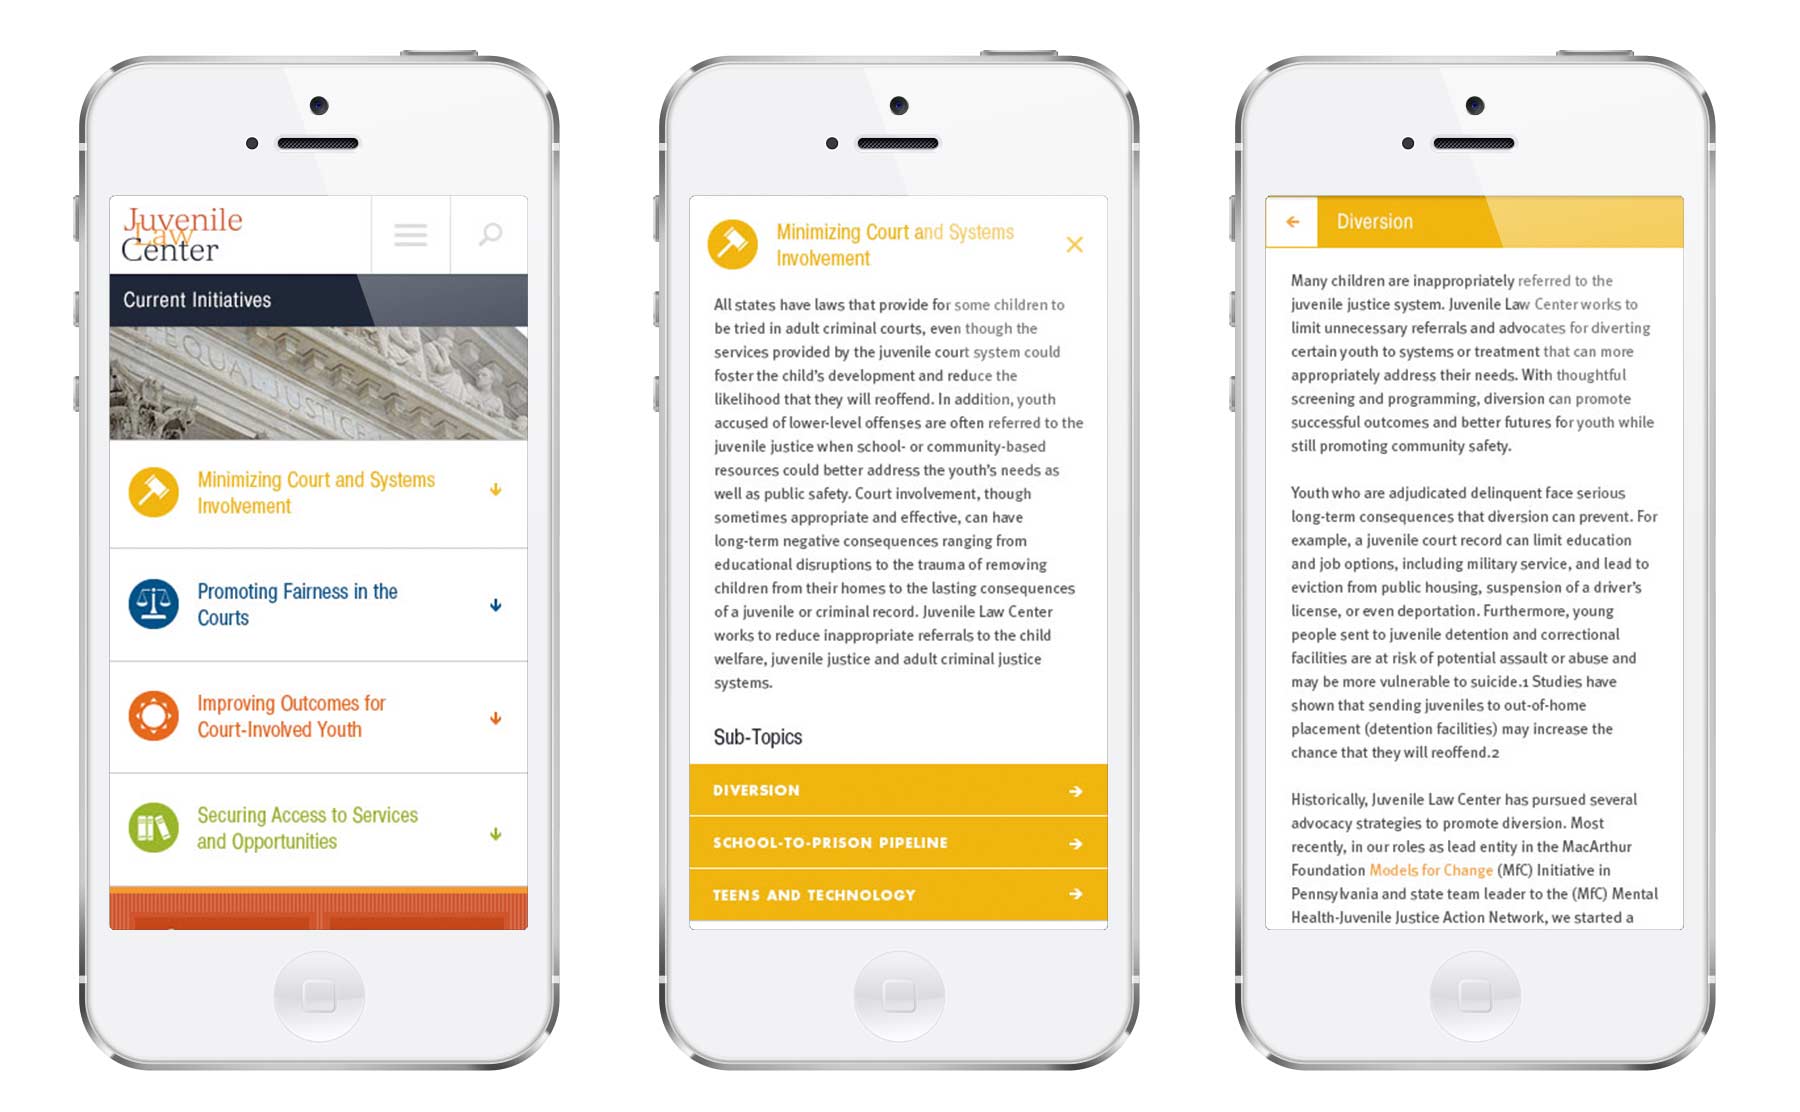 Juvenile
Law
Center
Current Initiatives
EQUAL JUSTICE
Minimizing Court and Systems
Involvement
Promoting Fairness in the
Courts
Improving Outcomes for
Court-Involved Youth
Securing Access to Services
and Opportunities
Minimizing Court and Systems
Involvement
All states have laws that provide for some children to
be tried in adult criminal courts, even though the
services provided by the juvenile court system could
foster the child's development and reduce the
likelihood that they will reoffend. In addition, youth
accused of lower-level offenses are often referred to the
juvenile justice when school- or community-based
resources could better address the youth's needs as
well as public safety. Court involvement, though
sometimes appropriate and effective, can have
long-term negative consequences ranging from
educational disruptions to the trauma of removing
children from their homes to the lasting consequences
of a juvenile or criminal record. Juvenile Law Center
works to reduce inappropriate referrals to the child
welfare, juvenile justice and adult criminal justice
systems.
Sub-Topics
DIVERSION
SCHOOL-TO-PRISON PIPELINE
TEENS AND TECHNOLOGY
Diversion
Many children are inappropriately referred to the
juvenile justice system. Juvenile Law Center works to
limit unnecessary referrals and advocates for diverting
certain youth to systems or treatment that can more
appropriately address their needs. With thoughtful
screening and programming, diversion can promote
successful outcomes and better futures for youth while
still promoting community safety.
Youth who are adjudicated delinquent face serious
long-term consequences that diversion can prevent. For
example, a juvenile court record can limit education
and job options, including military service, and lead to
eviction from public housing, suspension of a driver's
license, or even deportation. Furthermore, young
people sent to juvenile detention and correctional
facilities are at risk of potential assault or abuse and
may be more vulnerable to suicide.1 Studies have
shown that sending juveniles to out-of-home
placement (detention facilities) may increase the
chance that they will reoffend.2
Historically, Juvenile Law Center has pursued several
advocacy strategies to promote diversion. Most
recently, in our roles as lead entity in the MacArthur
Foundation Models for Change (MfC) Initiative in
Pennsylvania and state team leader to the (MfC) Mental
Health-Juvenile Justice Action Network, we started a